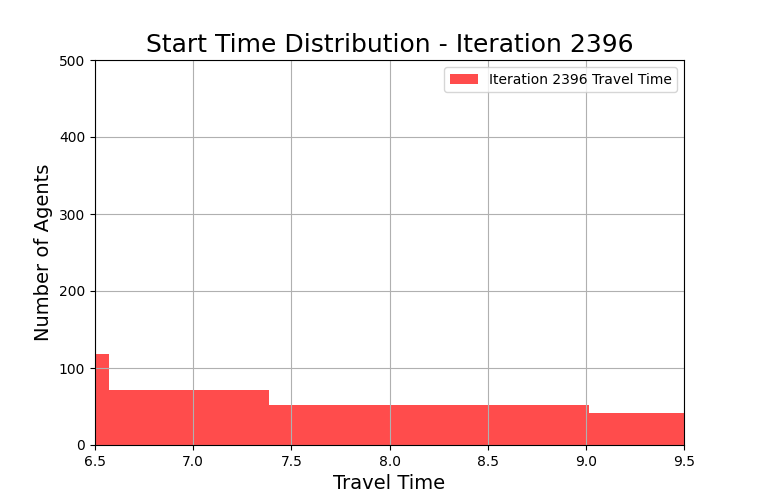 Start Time Distribution - Iteration 2396
Iteration 2396 Travel Time
Number of Agents
500
400
300
200
100
0
6.5 7.0 7.5 8.0 8.5 9.0 9.5
Travel Time